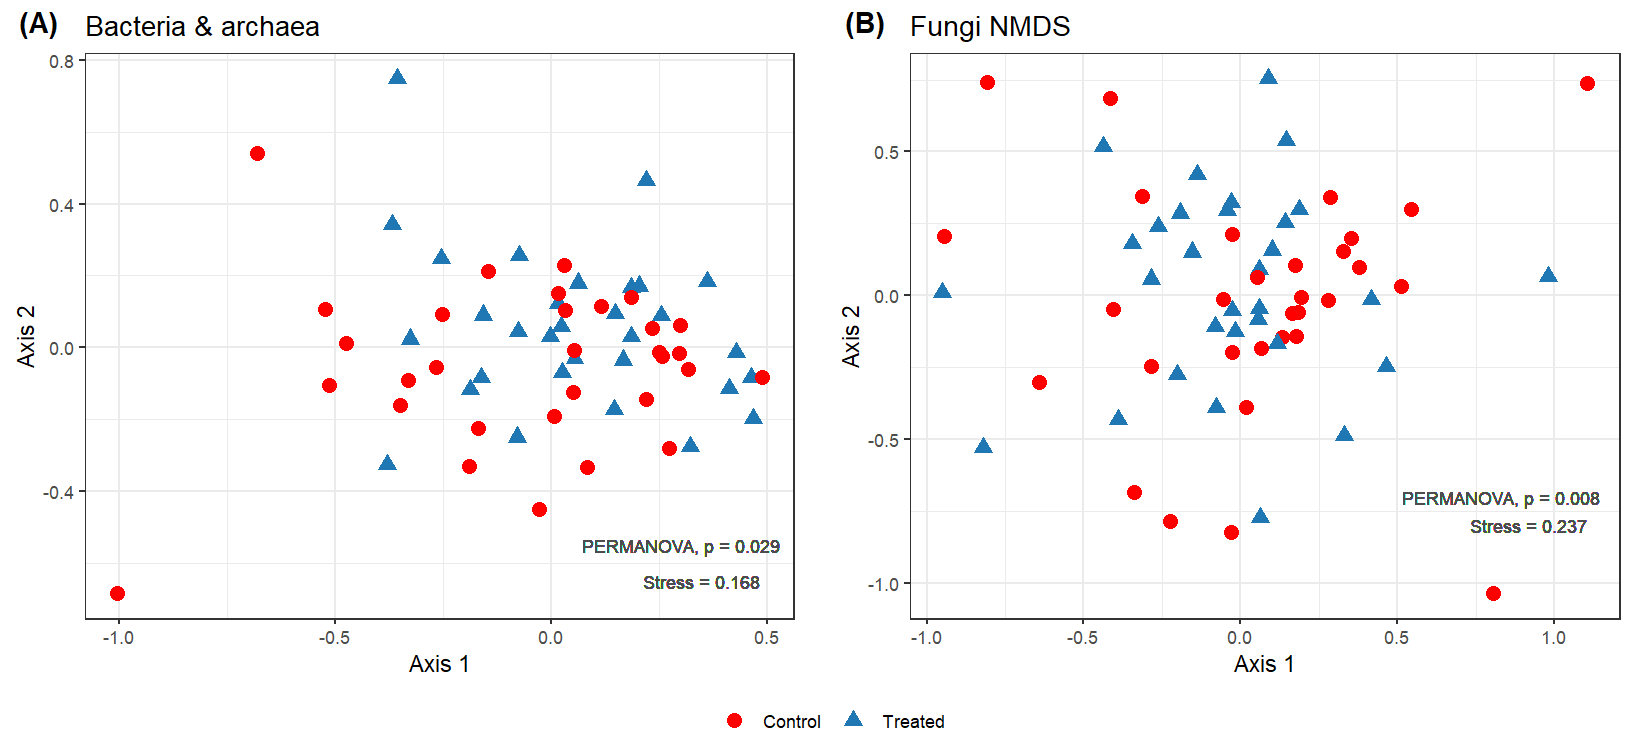 (A) Bacteria & archaea
0.8
0.4
0.0
-0.4
Axis 2
PERMANOVA, p = 0.029
Stress = 0.168
-1.0 -0.5 0.0 0.5
Axis 1
(B) Fungi NMDS
0.5
0.0
-0.5
-1.0
Axis 2
PERMANOVA, p = 0.008
Stress = 0.237
-1.0 -0.5 0.0 0.5 1.0
Axis 1
Control Treated